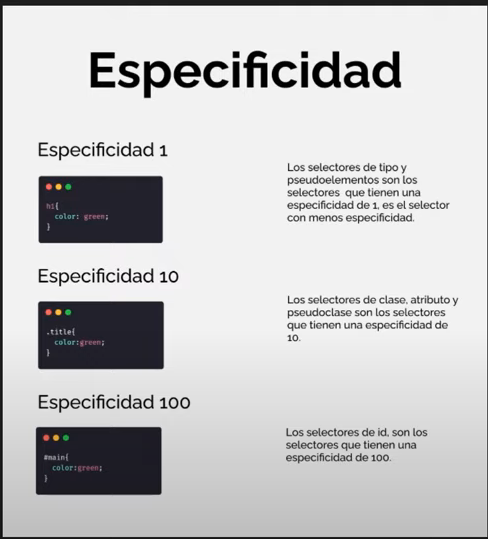 Especificidad
Especificidad 1
h1{
color: green;
}
Los selectores de tipo y
pseudoelementos son los
selectores que tienen una
especificidad de 1, es el selector
con menos especificidad.
Especificidad 10
.title{
color:green;
}
Los selectores de clase, atributo y
pseudoclase son los selectores
que tienen una especificidad de
10.
Especificidad 100
#main{
color:green;
}
Los selectores de id, son los
selectores que tienen una
especificidad de 100.